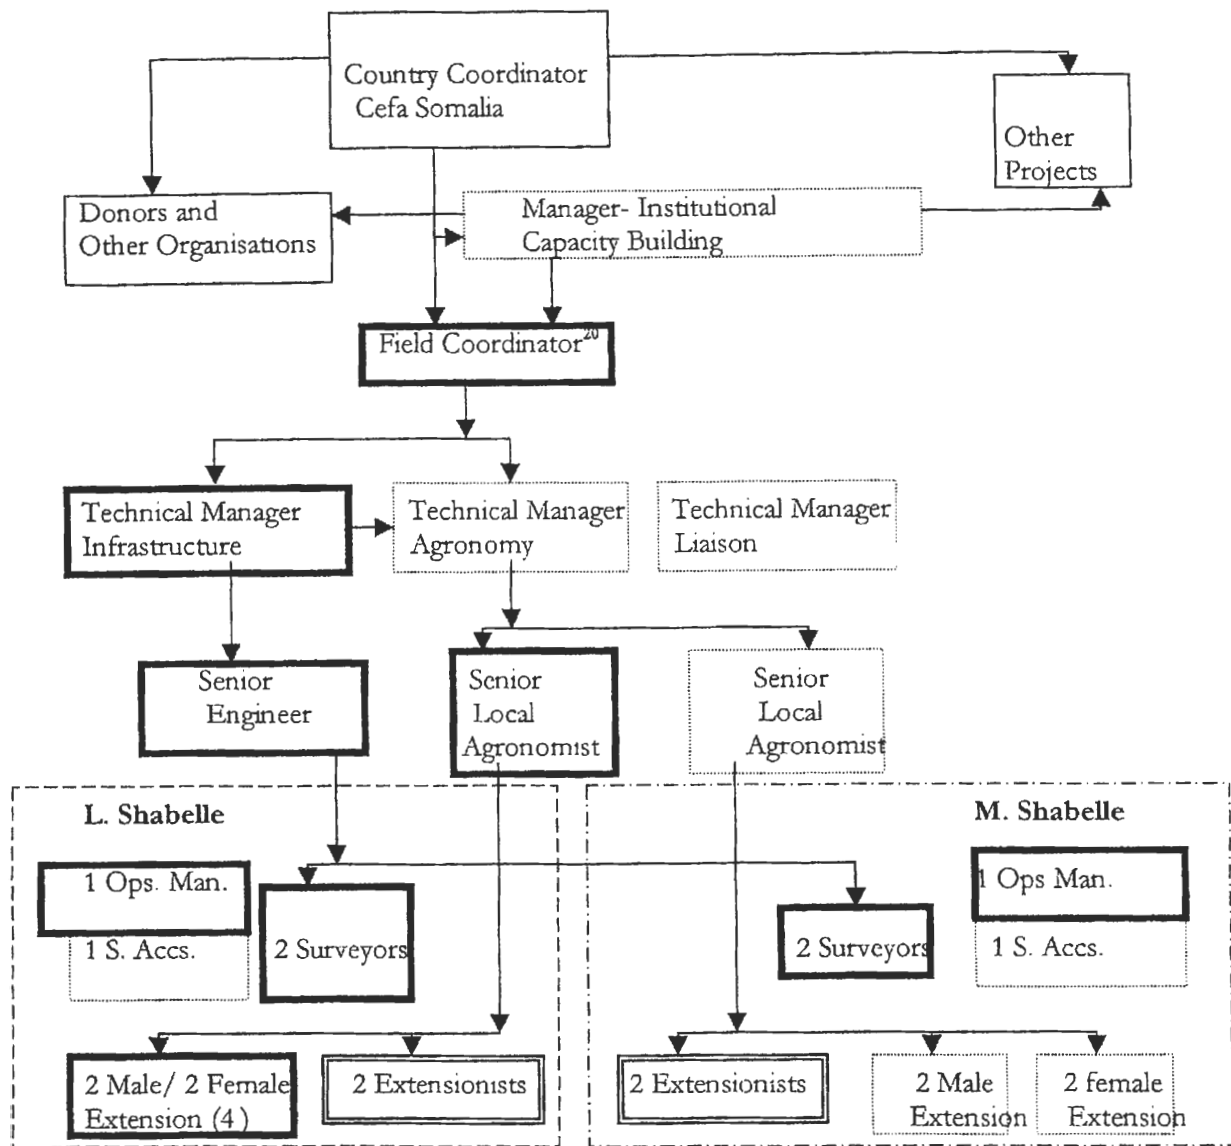 Country Coordinator
Cefa Somalia
Other
Projects
Donors and
Other Organisations
Manager- Institutional
Capacity Building
Field Coordinator20
Technical Manager
Infrastructure
Technical Manager
Agronomy
Technical Manager
Liaison
Senior
Engineer
Senior
Local
Agronomist
Senior
Local
Agronomist
L. Shabelle
1 Ops. Man.
1 S. Accs.
2 Surveyors
2 Male/ 2 Female
Extension (4)
2 Extensionists
M. Shabelle
1 Ops Man.
1 S. Accs.
2 Surveyors
2 Extensionists
2 Male
Extension
2 female
Extension